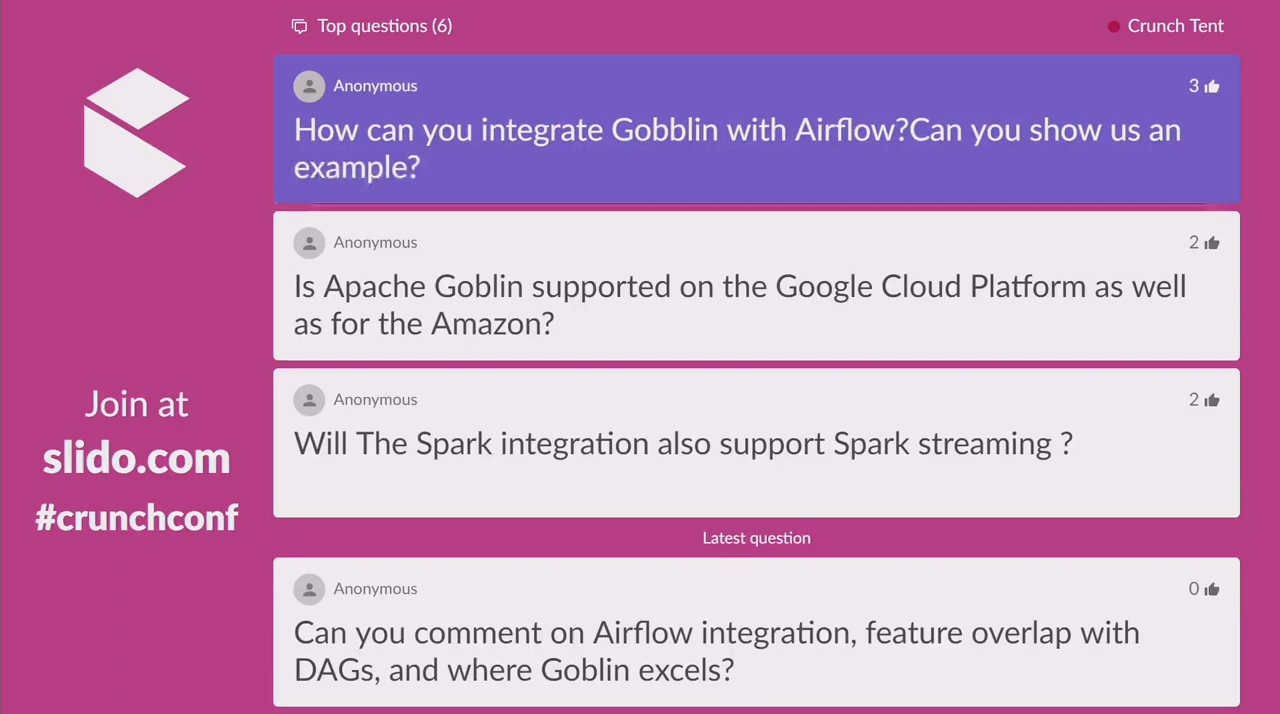 Top questions (6)
Crunch Tent
Anonymous
3
How can you integrate Gobblin with Airflow?Can you show us an
example?
Anonymous
2
Is Apache Goblin supported on the Google Cloud Platform as well
as for the Amazon?
Anonymous
2
Will The Spark integration also support Spark streaming ?
Join at
slido.com
#crunchconf
Latest question
Anonymous
0
Can you comment on Airflow integration, feature overlap with
DAGs, and where Goblin excels?